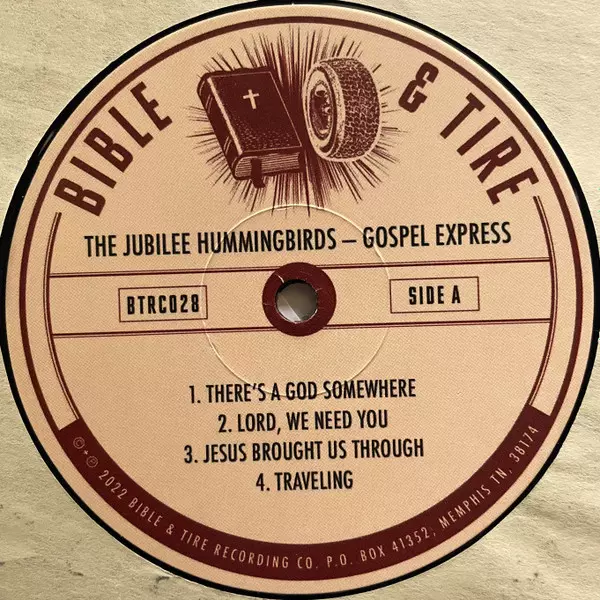 BIBLE & TIRE
THE JUBILEE HUMMINGBIRDS – GOSPEL EXPRESS
BTRC028
SIDE A
1. THERE'S A GOD SOMEWHERE
2. LORD, WE NEED YOU
3. JESUS BROUGHT US THROUGH
4. TRAVELING
©+℗ 2022 BIBLE & TIRE RECORDING CO. P.O. BOX 41352, MEMPHIS TN, 38174